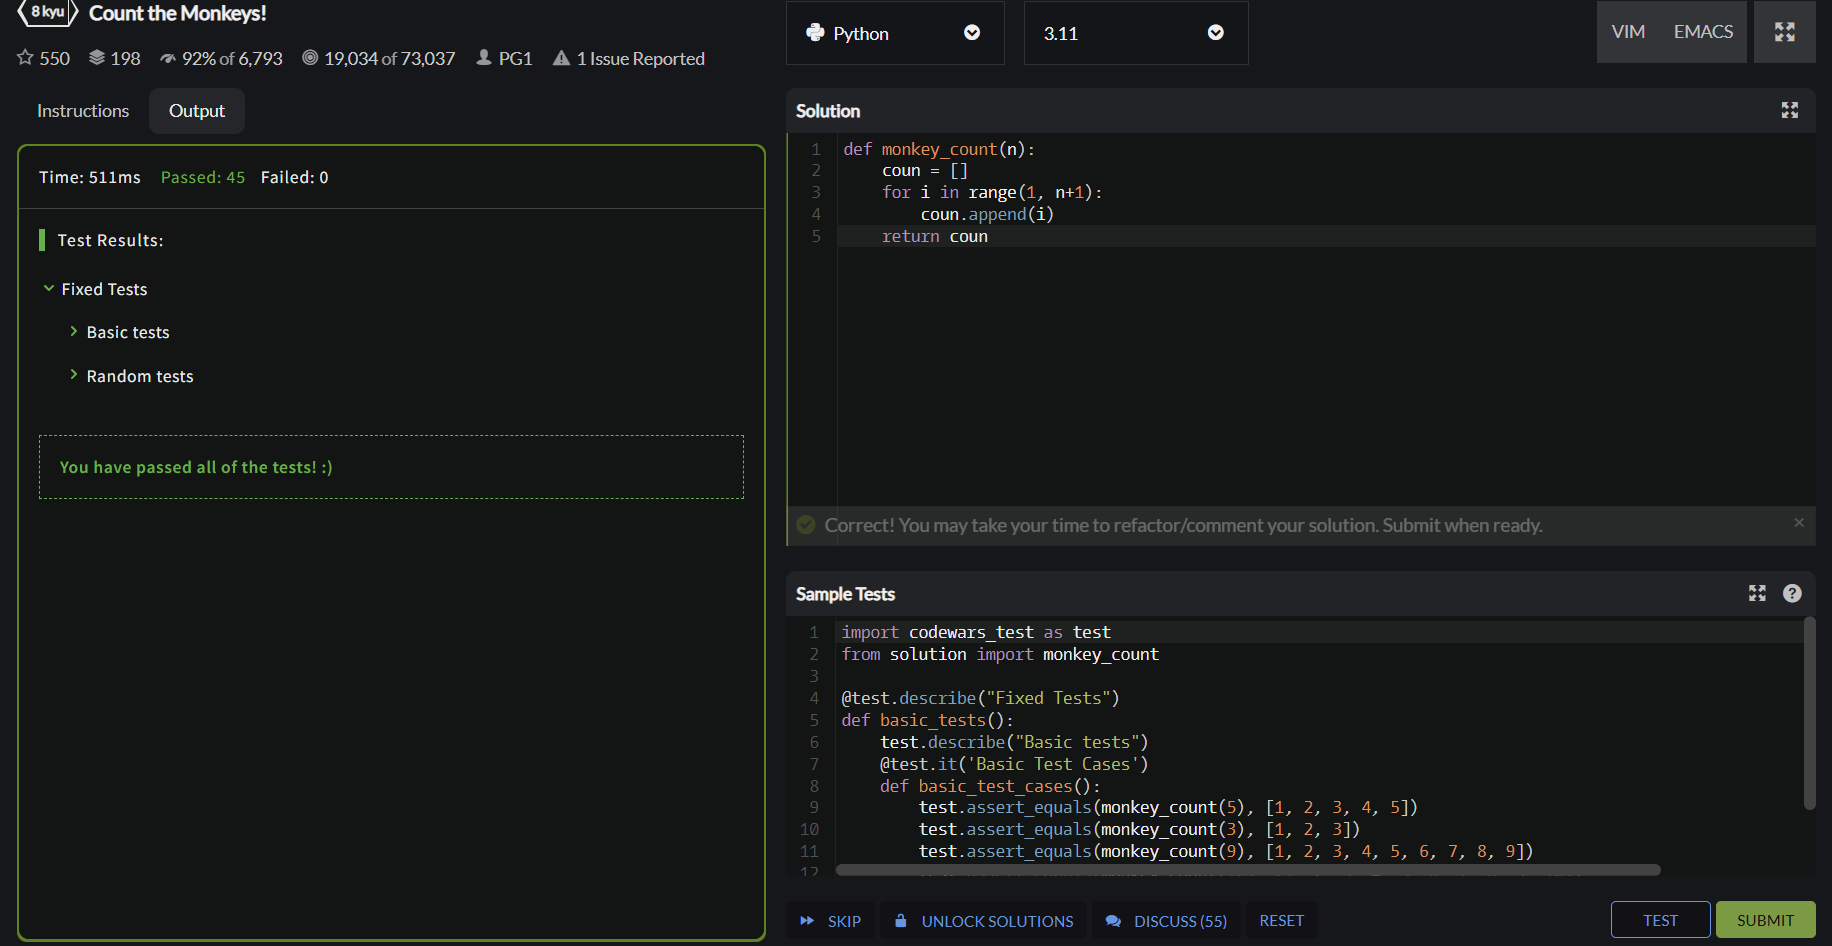 8 kyu Count the Monkeys!
550 198 92% of 6,793 19,034 of 73,037 PG1 1 Issue Reported
Instructions Output
Time: 511ms Passed: 45 Failed: 0
Test Results:
Fixed Tests
Basic tests
Random tests
You have passed all of the tests! :)
Python 3.11 VIM EMACS
Solution
1 def monkey_count(n):
2 coun = []
3 for i in range(1, n+1):
4 coun.append(i)
5 return coun
Correct! You may take your time to refactor/comment your solution. Submit when ready. ×
Sample Tests ?
1 import codewars_test as test
2 from solution import monkey_count
3
4 @test.describe("Fixed Tests")
5 def basic_tests():
6 test.describe("Basic tests")
7 @test.it('Basic Test Cases')
8 def basic_test_cases():
9 test.assert_equals(monkey_count(5), [1, 2, 3, 4, 5])
10 test.assert_equals(monkey_count(3), [1, 2, 3])
11 test.assert_equals(monkey_count(9), [1, 2, 3, 4, 5, 6, 7, 8, 9])
12
SKIP UNLOCK SOLUTIONS DISCUSS (55) RESET TEST SUBMIT